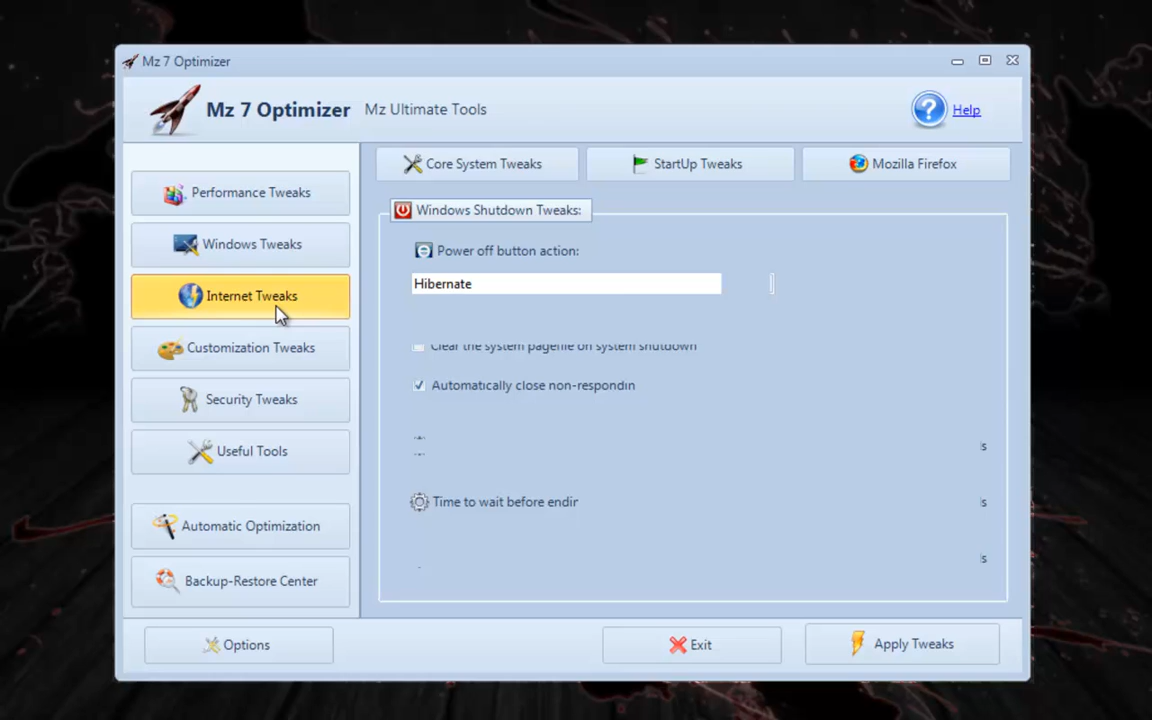 Mz 7 Optimizer
Mz 7 Optimizer Mz Ultimate Tools
Help
Performance Tweaks
Windows Tweaks
Internet Tweaks
Customization Tweaks
Security Tweaks
Useful Tools
Automatic Optimization
Backup-Restore Center
Core System Tweaks
StartUp Tweaks
Mozilla Firefox
Windows Shutdown Tweaks:
Power off button action:
Hibernate
Clear the system pagefile on system shutdown
Automatically close non-respondin
Time to wait before endin
Options
Exit
Apply Tweaks